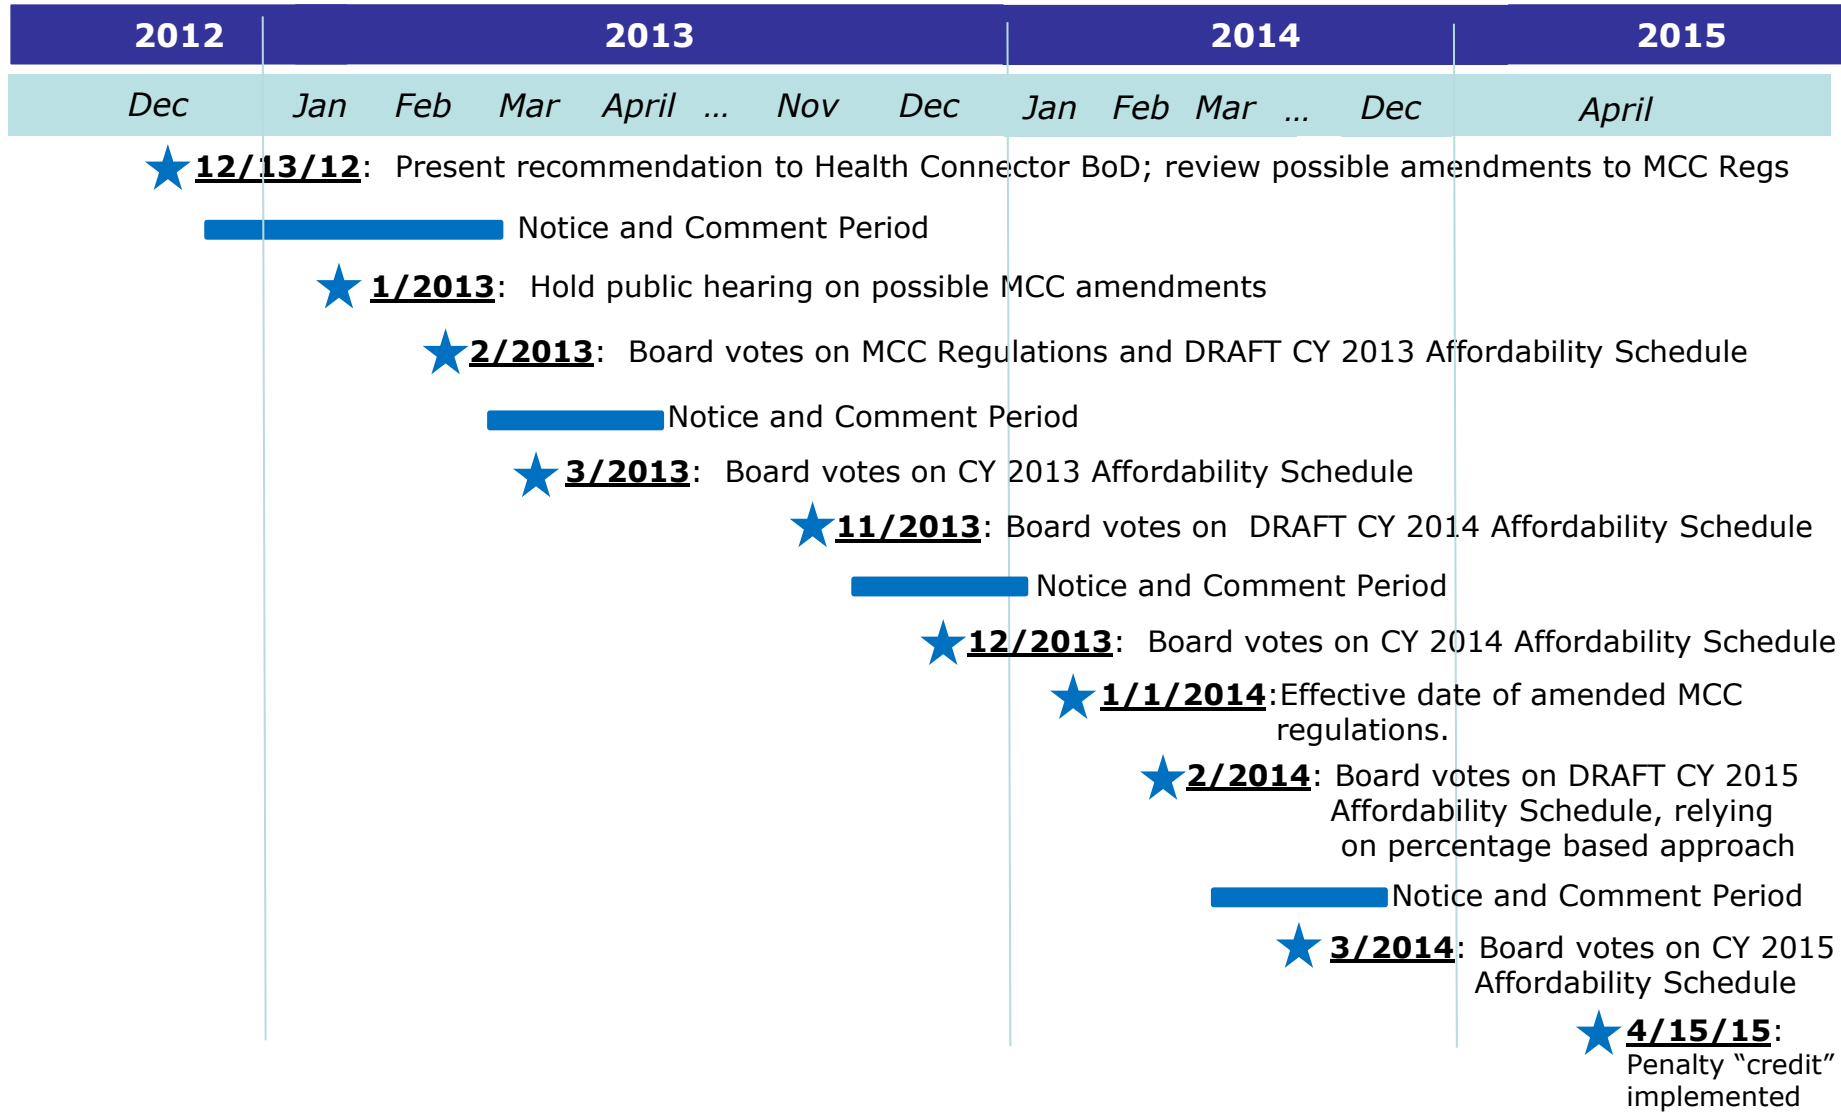 2012 2013 2014 2015
Dec Jan Feb Mar April ... Nov Dec Jan Feb Mar ... Dec April
12/13/12: Present recommendation to Health Connector BoD; review possible amendments to MCC Regs
Notice and Comment Period
1/2013: Hold public hearing on possible MCC amendments
2/2013: Board votes on MCC Regulations and DRAFT CY 2013 Affordability Schedule
Notice and Comment Period
3/2013: Board votes on CY 2013 Affordability Schedule
11/2013: Board votes on DRAFT CY 2014 Affordability Schedule
Notice and Comment Period
12/2013: Board votes on CY 2014 Affordability Schedule
1/1/2014:Effective date of amended MCC
regulations.
2/2014: Board votes on DRAFT CY 2015
Affordability Schedule, relying
on percentage based approach
Notice and Comment Period
3/2014: Board votes on CY 2015
Affordability Schedule
4/15/15:
Penalty “credit”
implemented